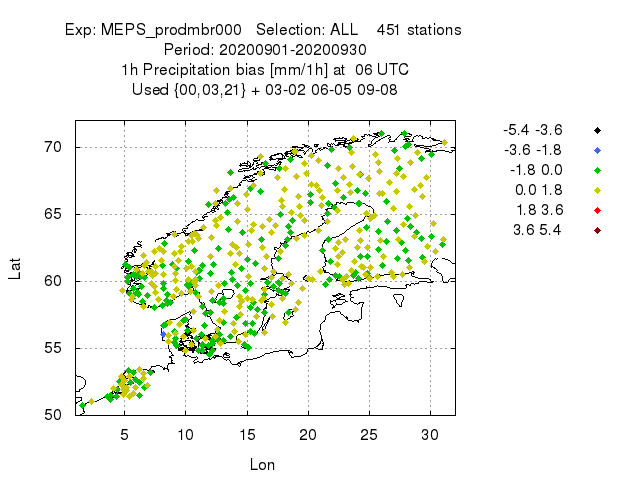 Exp: MEPS_prodmbr000 Selection: ALL 451 stations
Period: 20200901-20200930
1h Precipitation bias [mm/1h] at 06 UTC
Used {00,03,21} + 03-02 06-05 09-08
-5.4 -3.6
-3.6 -1.8
-1.8 0.0
0.0 1.8
1.8 3.6
3.6 5.4
70
65
60
55
50
Lat
5 10 15 20 25 30
Lon